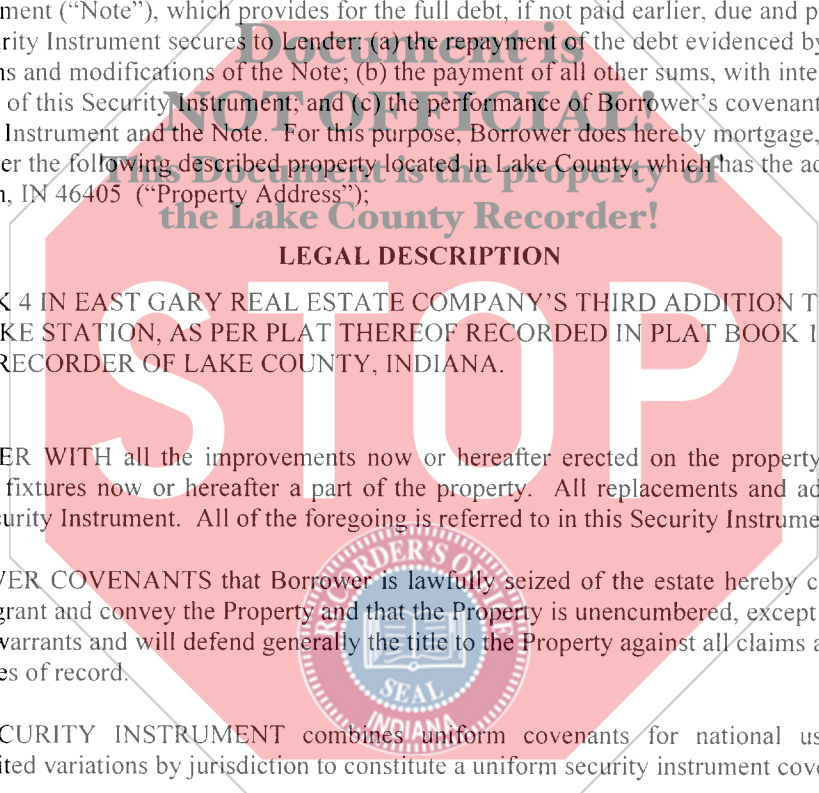 ment (“Note”), which provides for the full debt, if not paid earlier, due and p
Document is
rity Instrument secures to Lender: (a) the repayment of the debt evidenced by
ns and modifications of the Note; (b) the payment of all other sums, with inte
of this Security Instrument; and (c) the performance of Borrower’s covenant
NOT OFFICIAL!
Instrument and the Note. For this purpose, Borrower does hereby mortgage,
er the following described property located in Lake County, which has the ad
This Document is the property of
n, IN 46405 (“Property Address”);
the Lake County Recorder!
LEGAL DESCRIPTION
K 4 IN EAST GARY REAL ESTATE COMPANY’S THIRD ADDITION T
KE STATION, AS PER PLAT THEREOF RECORDED IN PLAT BOOK 1
RECORDER OF LAKE COUNTY, INDIANA.
STOP
ER WITH all the improvements now or hereafter erected on the property
fixtures now or hereafter a part of the property. All replacements and ad
curity Instrument. All of the foregoing is referred to in this Security Instrume
VER COVENANTS that Borrower is lawfully seized of the estate hereby c
grant and convey the Property and that the Property is unencumbered, except
warrants and will defend generally the title to the Property against all claims a
es of record.
RECORDER'S OFFICE
SEAL
INDIANA
CURITY INSTRUMENT combines uniform covenants for national us
ited variations by jurisdiction to constitute a uniform security instrument cove